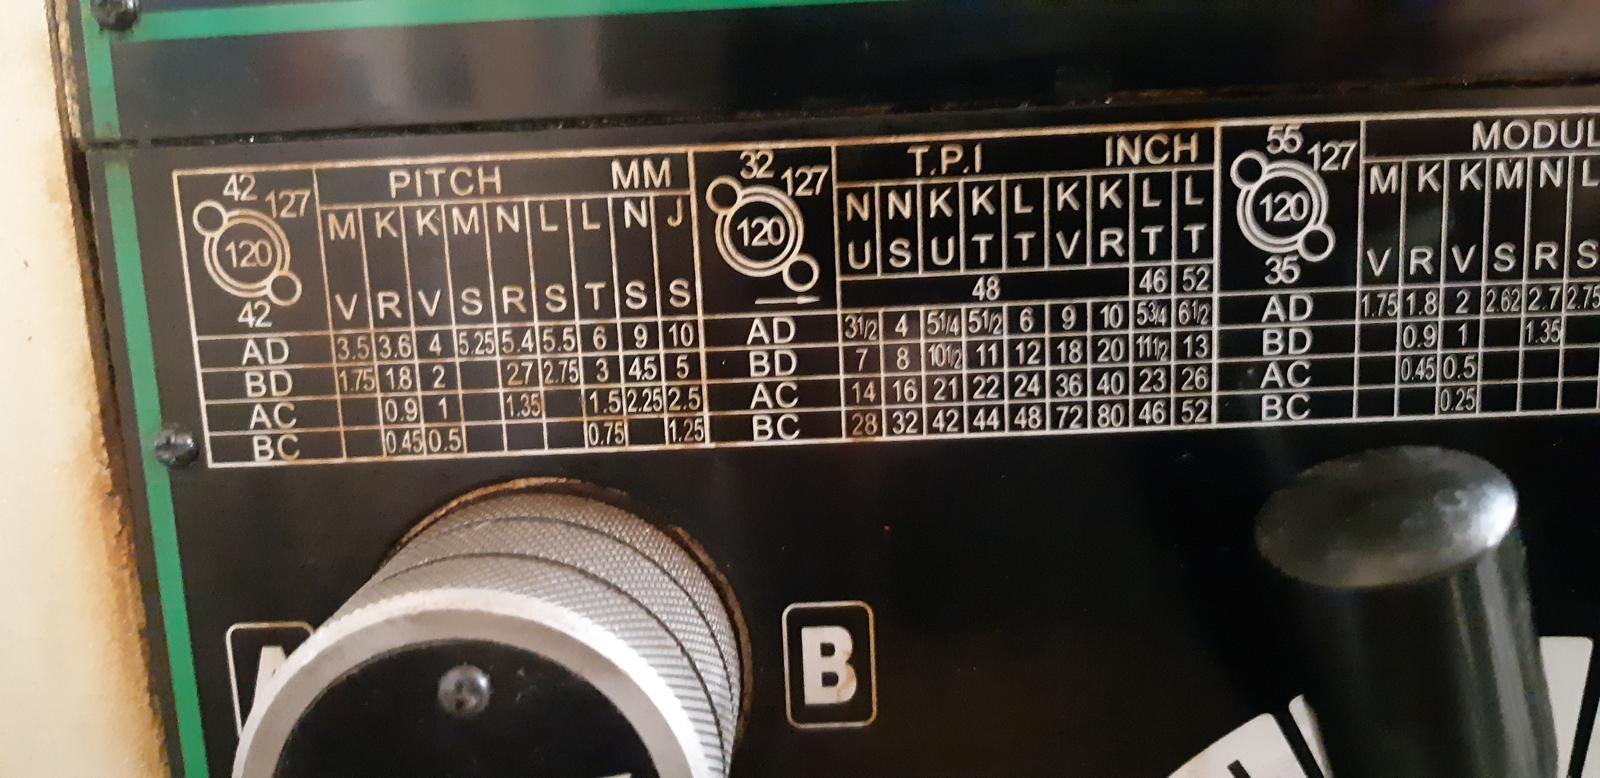 42 127 PITCH MM 32 127 T.P.I INCH 55 127 MODUL
120 M K K M N L L N J 120 N N K K L K K L L 120 M K K M N L
V R V S R S T S S U S U T T V R T T V R V S R S
42 48 46 52 35
AD 3.5 3.6 4 5.25 5.4 5.5 6 9 10 AD 31/2 4 51/4 51/2 6 9 10 53/4 61/2 AD 1.75 1.8 2 2.62 2.7 2.75
BD 1.75 1.8 2 27 2.75 3 4.5 5 BD 7 8 101/2 11 12 18 20 111/2 13 BD 0.9 1 1.35
AC 0.9 1 1.35 1.5 2.25 2.5 AC 14 16 21 22 24 36 40 23 26 AC 0.45 0.5
BC 0.45 0.5 0.75 1.25 BC 28 32 42 44 48 72 80 46 52 BC 0.25
A B